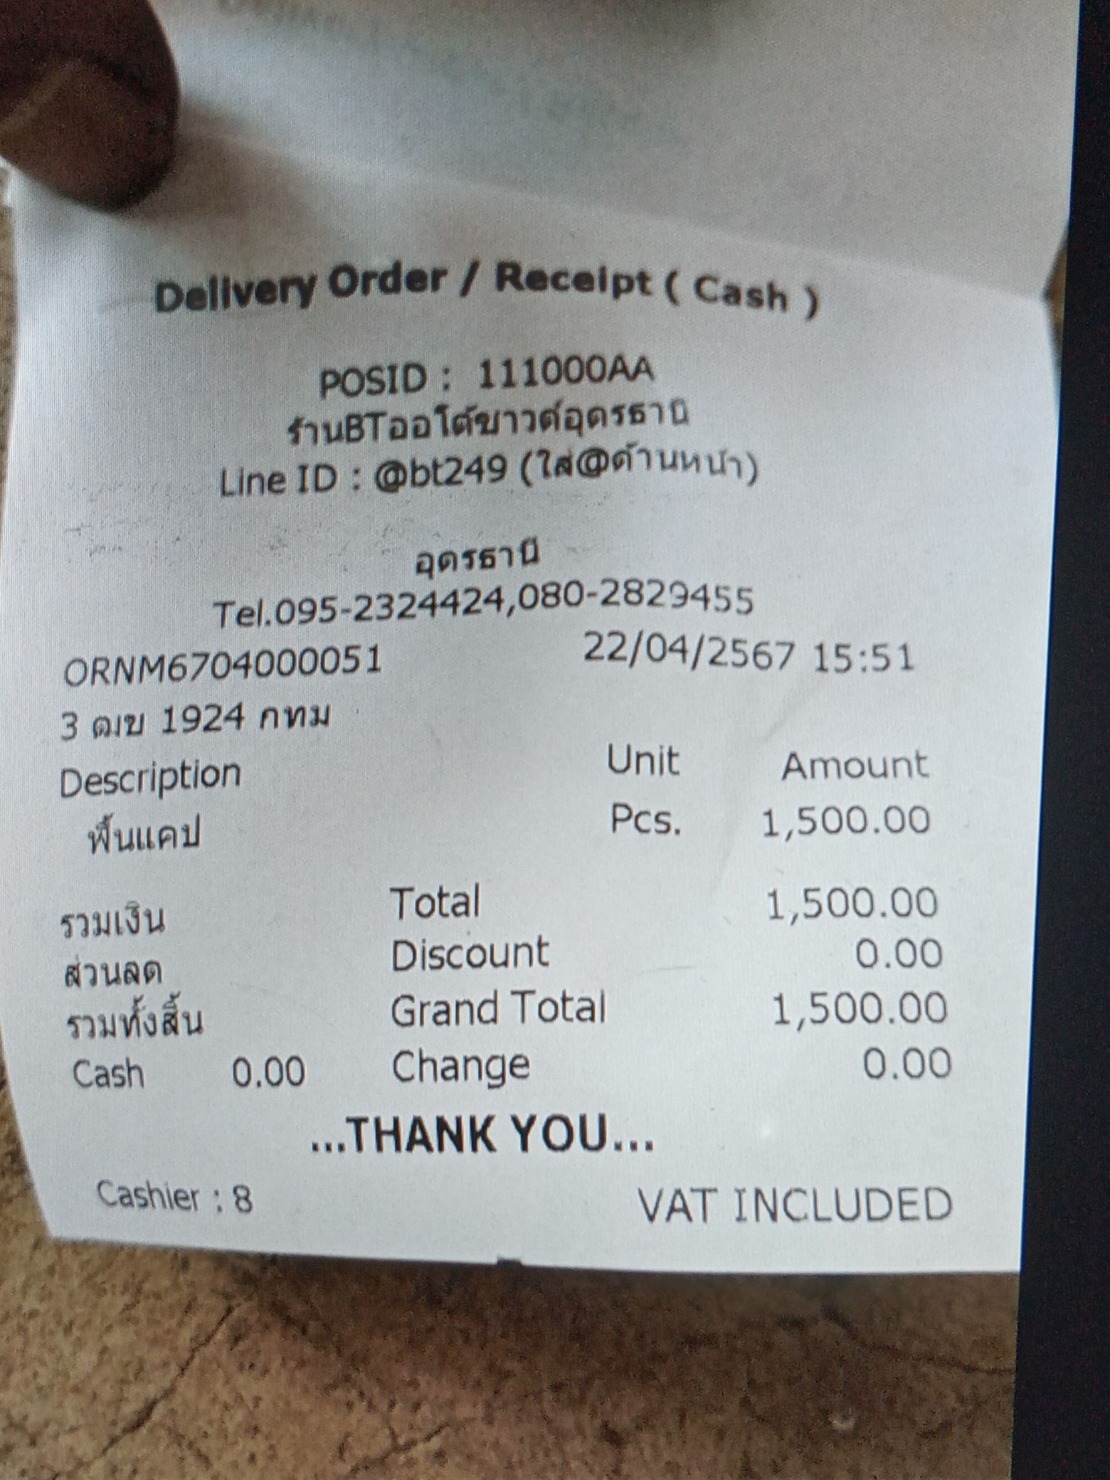 Delivery Order / Receipt ( Cash )
POSID : 111000AA
ร้านBTออโต้ซาวด์อุดรธานี
Line ID : @bt249 (ใส่@ด้านหน้า)
อุดรธานี
Tel.095-2324424,080-2829455
ORNM6704000051 22/04/2567 15:51
3 ฒข 1924 กทม
Description Unit Amount
พื้นแคป Pcs. 1,500.00
รวมเงิน Total 1,500.00
ส่วนลด Discount 0.00
รวมทั้งสิ้น Grand Total 1,500.00
Cash 0.00 Change 0.00
...THANK YOU...
Cashier : 8 VAT INCLUDED